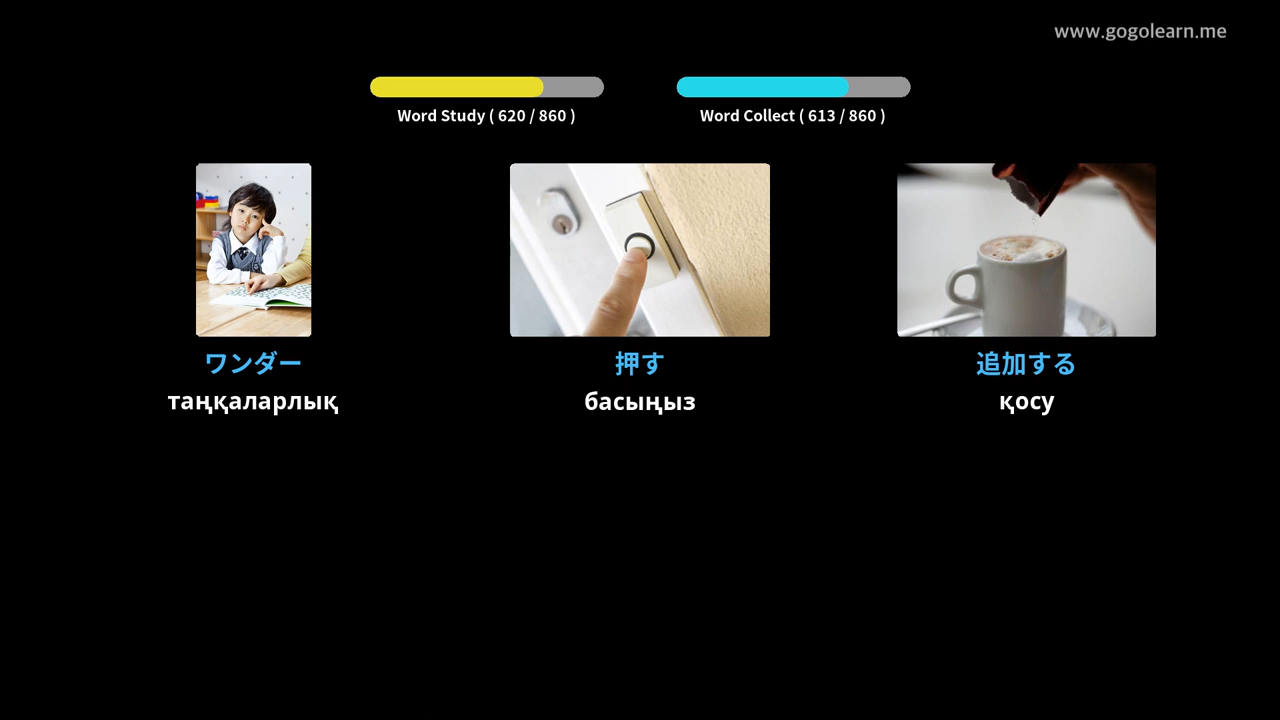 www.gogolearn.me
Word Study ( 620 / 860 )
Word Collect ( 613 / 860 )
ワンダー
押す
追加する
таңқаларлық
басыңыз
қосу